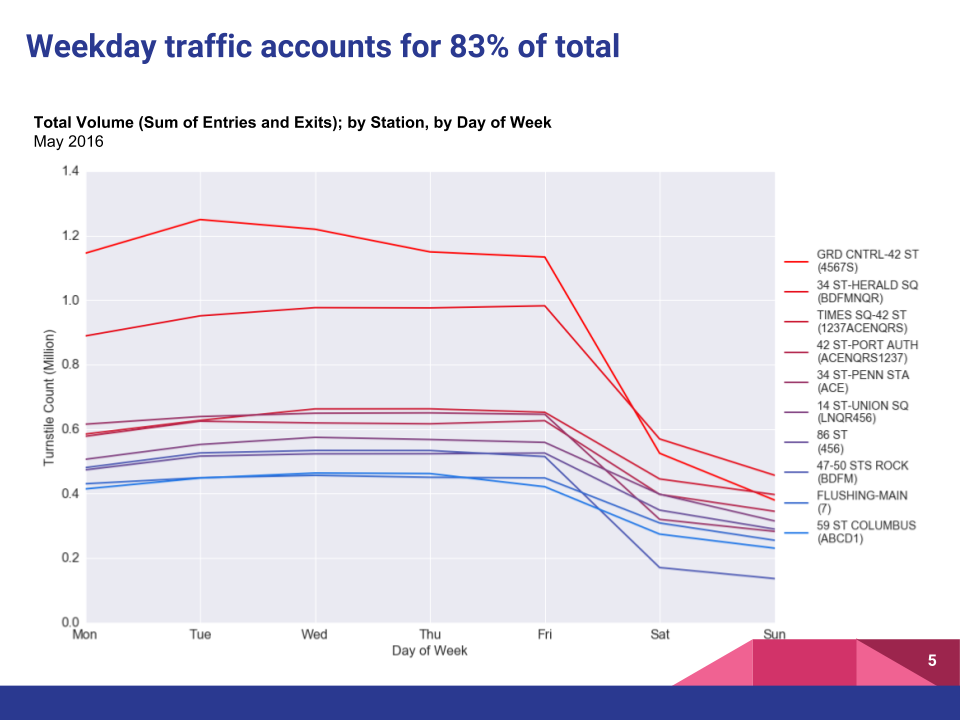 Weekday traffic accounts for 83% of total
Total Volume (Sum of Entries and Exits); by Station, by Day of Week
May 2016
1.4
1.2
1.0
0.8
0.6
0.4
0.2
0.0
Turnstile Count (Million)
Mon
Tue
Wed
Thu
Fri
Sat
Sun
Day of Week
GRD CNTRL-42 ST
(4567S)
34 ST-HERALD SQ
(BDFMNQR)
TIMES SQ-42 ST
(1237ACENQRS)
42 ST-PORT AUTH
(ACENQRS1237)
34 ST-PENN STA
(ACE)
14 ST-UNION SQ
(LNQR456)
86 ST
(456)
47-50 STS ROCK
(BDFM)
FLUSHING-MAIN
(7)
59 ST COLUMBUS
(ABCD1)
5